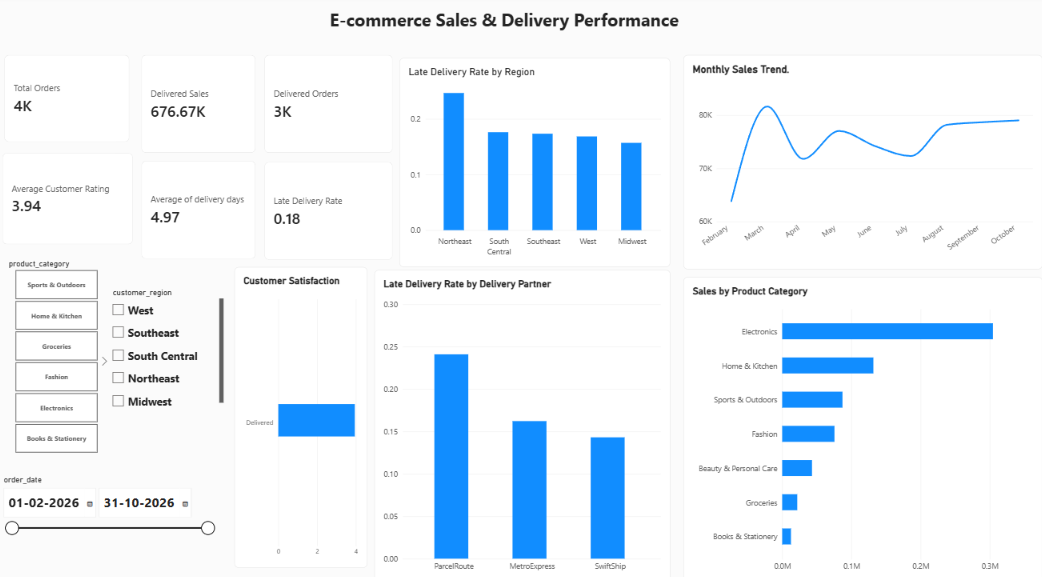 E-commerce Sales & Delivery Performance
Total Orders
4K
Delivered Sales
676.67K
Delivered Orders
3K
Average Customer Rating
3.94
Average of delivery days
4.97
Late Delivery Rate
0.18
Late Delivery Rate by Region
0.2
0.1
0.0
Northeast
South
Central
Southeast
West
Midwest
Monthly Sales Trend.
80K
70K
60K
February
March
April
May
June
July
August
September
October
product_category
Sports & Outdoors
Home & Kitchen
Groceries
Fashion
Electronics
Books & Stationery
customer_region
West
Southeast
South Central
Northeast
Midwest
order_date
01-02-2026
31-10-2026
Customer Satisfaction
Delivered
0
2
4
Late Delivery Rate by Delivery Partner
0.30
0.25
0.20
0.15
0.10
0.05
0.00
ParcelRoute
MetroExpress
SwiftShip
Sales by Product Category
Electronics
Home & Kitchen
Sports & Outdoors
Fashion
Beauty & Personal Care
Groceries
Books & Stationery
0.0M
0.1M
0.2M
0.3M